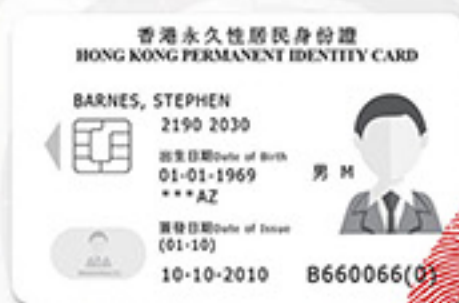 香港永久性居民身份證
HONG KONG PERMANENT IDENTITY CARD
BARNES, STEPHEN
2190 2030
出生日期Date of Birth
01-01-1969
男 M
***AZ
簽發日期Date of Issue
(01-10)
10-10-2010
B660066(0)